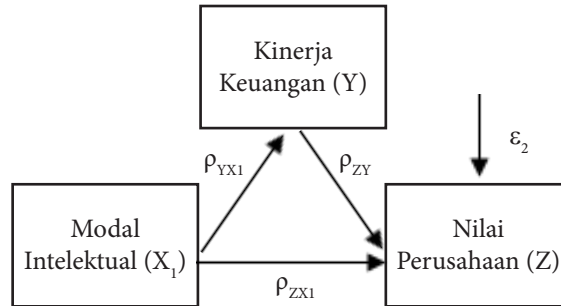 Kinerja
Keuangan (Y)
ε₂
ρYX1
ρZY
Modal
Intelektual (X₁)
Nilai
Perusahaan (Z)
ρZX1